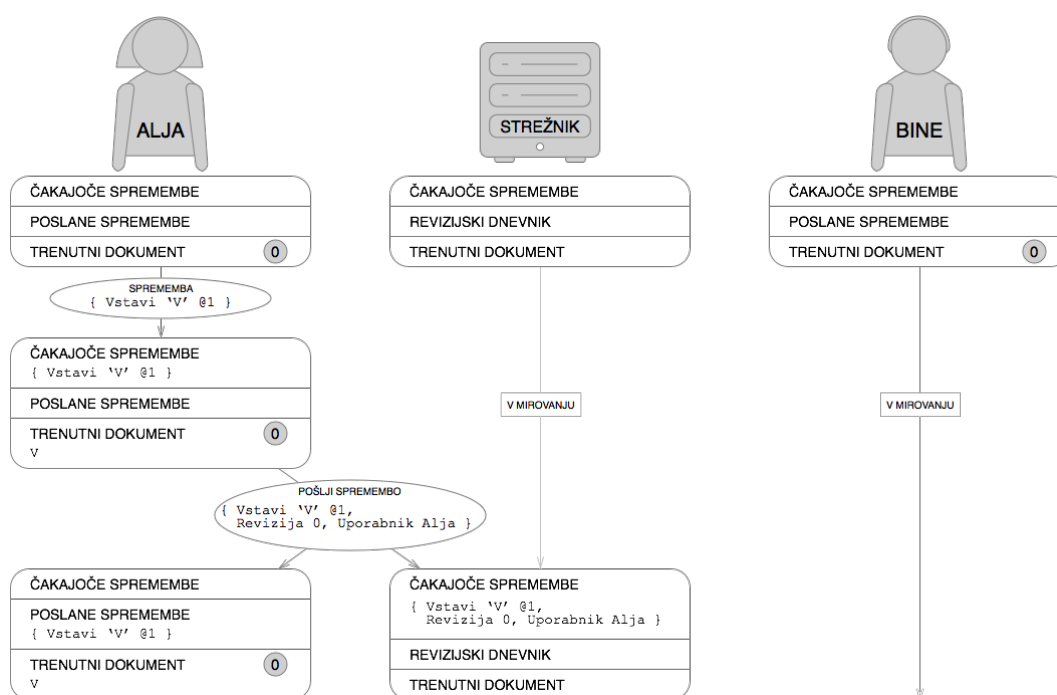 ALJA
STREŽNIK
BINE
ČAKAJOČE SPREMEMBE
POSLANE SPREMEMBE
TRENUTNI DOKUMENT 0
ČAKAJOČE SPREMEMBE
REVIZIJSKI DNEVNIK
TRENUTNI DOKUMENT
ČAKAJOČE SPREMEMBE
POSLANE SPREMEMBE
TRENUTNI DOKUMENT 0
SPREMEMBA
{ Vstavi ‘V’ @1 }
ČAKAJOČE SPREMEMBE
{ Vstavi ‘V’ @1 }
POSLANE SPREMEMBE
TRENUTNI DOKUMENT 0
V
V MIROVANJU
V MIROVANJU
POŠLJI SPREMEMBO
{ Vstavi ‘V’ @1,
Revizija 0, Uporabnik Alja }
ČAKAJOČE SPREMEMBE
POSLANE SPREMEMBE
{ Vstavi ‘V’ @1 }
TRENUTNI DOKUMENT 0
V
ČAKAJOČE SPREMEMBE
{ Vstavi ‘V’ @1,
Revizija 0, Uporabnik Alja }
REVIZIJSKI DNEVNIK
TRENUTNI DOKUMENT